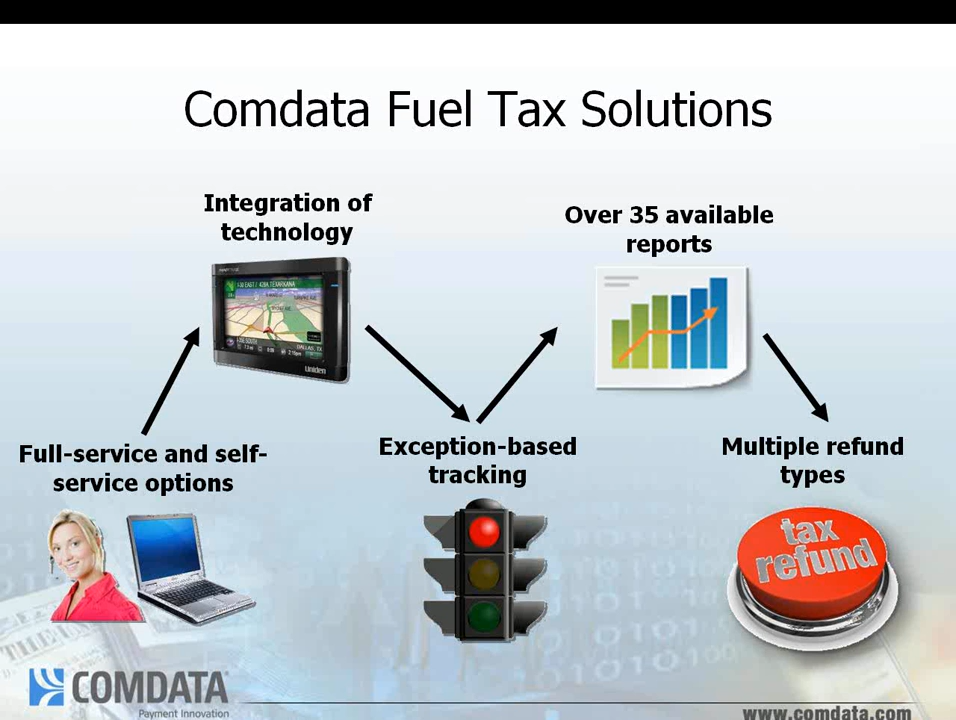 Comdata Fuel Tax Solutions
Integration of
technology
Over 35 available
reports
Uniden
Full-service and self-
service options
Exception-based
tracking
Multiple refund
types
tax
refund
COMDATA
Payment Innovation
www.comdata.com